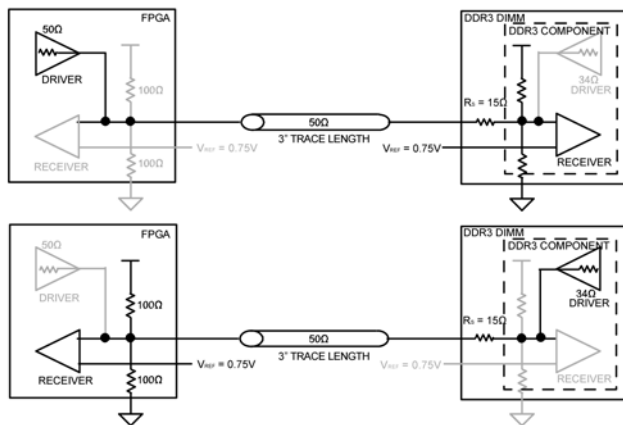 FPGA
50Ω
DRIVER
100Ω
RECEIVER
100Ω
VREF = 0.75V
50Ω
3" TRACE LENGTH
DDR3 DIMM
DDR3 COMPONENT
RS = 15Ω
34Ω
DRIVER
VREF = 0.75V
RECEIVER
FPGA
50Ω
DRIVER
100Ω
RECEIVER
100Ω
VREF = 0.75V
50Ω
3" TRACE LENGTH
DDR3 DIMM
DDR3 COMPONENT
RS = 15Ω
34Ω
DRIVER
VREF = 0.75V
RECEIVER